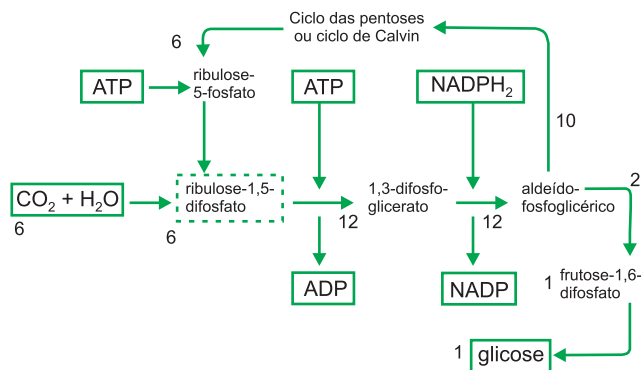 Ciclo das pentoses
ou ciclo de Calvin
6
ATP
ribulose-
5-fosfato
ATP
NADPH₂
10
CO₂ + H₂O
6
ribulose-1,5-
difosfato
6
12
1,3-difosfo-
glicerato
12
aldeído-
fosfoglicérico
2
ADP
NADP
1
frutose-1,6-
difosfato
1
glicose